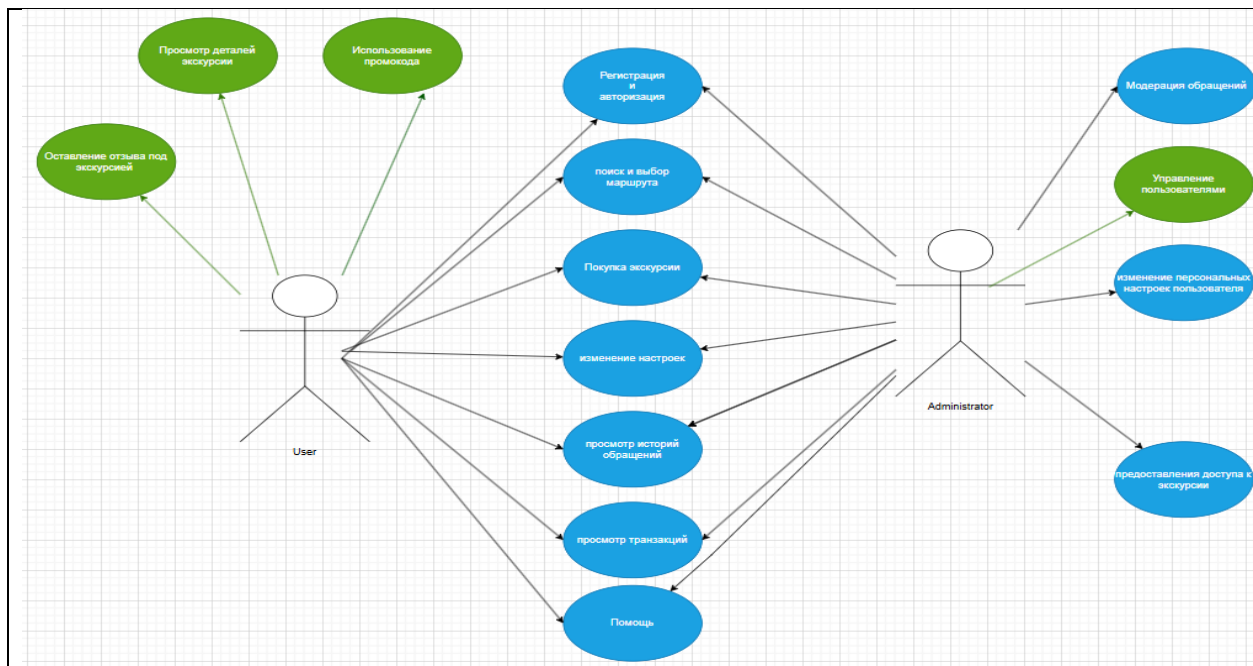 Просмотр деталей
экскурсии
Использование
промокода
Оставление отзыва под
экскурсией
User
Регистрация
и
авторизация
поиск и выбор
маршрута
Покупка экскурсии
изменение настроек
просмотр историй
обращений
просмотр транзакций
Помощь
Administrator
Модерация обращений
Управление
пользователями
изменение персональных
настроек пользователя
предоставления доступа к
экскурсии